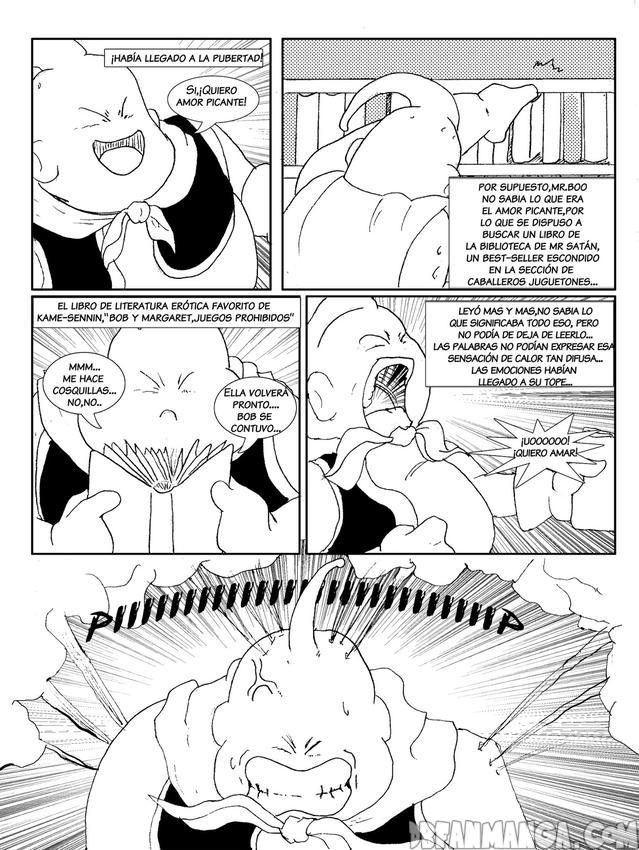 ¡HABÍA LLEGADO A LA PUBERTAD!
SI,¡QUIERO
AMOR PICANTE!
POR SUPUESTO,MR.BOO
NO SABIA LO QUE ERA
EL AMOR PICANTE,POR
LO QUE SE DISPUSO A
BUSCAR UN LIBRO DE
LA BIBLIOTECA DE MR SATÁN,
UN BEST-SELLER ESCONDIDO
EN LA SECCIÓN DE
CABALLEROS JUGUETONES...
EL LIBRO DE LITERATURA ERÓTICA FAVORITO DE
KAME-SENNIN,"BOB Y MARGARET,JUEGOS PROHIBIDOS"
MMM...
ME HACE
COSQUILLAS...
NO,NO..
ELLA VOLVERÁ
PRONTO....
BOB SE
CONTUVO...
LEYÓ MAS Y MAS,NO SABIA LO
QUE SIGNIFICABA TODO ESO, PERO
NO PODÍA DE DEJA DE LEERLO...
LAS PALABRAS NO PODÍAN EXPRESAR ESA
SENSACIÓN DE CALOR TAN DIFUSA...
LAS EMOCIONES HABÍAN
LLEGADO A SU TOPE...
¡UOOOOOO!
¡QUIERO AMAR!
DBFANMANGA.COM